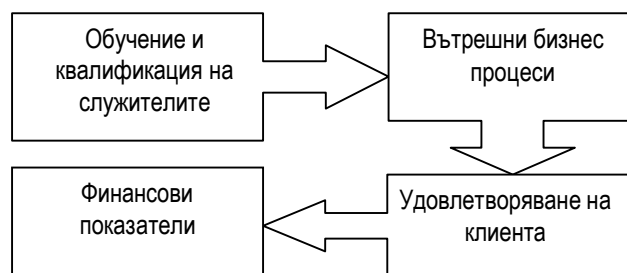 Обучение и
квалификация на
служителите
Вътрешни бизнес
процеси
Финансови
показатели
Удовлетворяване на
клиента